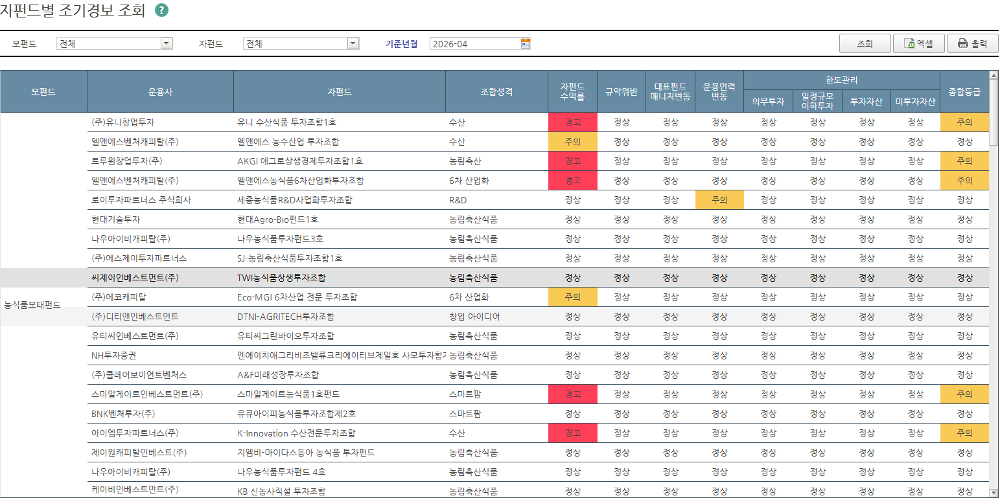 자펀드별 조기경보 조회 ?
모펀드 전체 자펀드 전체 기준년월 2026-04 조회 엑셀 출력
모펀드 운용사 자펀드 조합성격 자펀드 수익률 규약위반 대표펀드 매니저변동 운용인력 변동 한도관리 종합등급
의무투자 일정규모 이하투자 투자자산 미투자자산
(주)유니창업투자 유니 수산식품 투자조합1호 수산 경고 정상 정상 정상 정상 정상 정상 정상 주의
엘앤에스벤처캐피탈(주) 엘앤에스 농수산업 투자조합 수산 주의 정상 정상 정상 정상 정상 정상 정상 정상
트루윈창업투자(주) AKGI 애그로상생경제투자조합1호 농림축산 경고 정상 정상 정상 정상 정상 정상 정상 주의
엘앤에스벤처캐피탈(주) 엘앤에스농식품6차산업화투자조합 6차 산업화 경고 정상 정상 정상 정상 정상 정상 정상 주의
로이투자파트너스 주식회사 세종농식품R&D사업화투자조합 R&D 정상 정상 정상 주의 정상 정상 정상 정상 정상
현대기술투자 현대Agro-Bio펀드1호 농림축산식품 정상 정상 정상 정상 정상 정상 정상 정상 정상
나우아이비캐피탈(주) 나우농식품투자펀드3호 농림축산식품 정상 정상 정상 정상 정상 정상 정상 정상 정상
(주)에스제이투자파트너스 SJ-농림축산식품투자조합1호 농림축산식품 정상 정상 정상 정상 정상 정상 정상 정상 정상
씨제이인베스트먼트(주) TWI농식품상생투자조합 농림축산식품 정상 정상 정상 정상 정상 정상 정상 정상 정상
(주)에코캐피탈 Eco-MGI 6차산업 전문 투자조합 6차 산업화 주의 정상 정상 정상 정상 정상 정상 정상 정상
농식품모태펀드
(주)디티앤인베스트먼트 DTNI-AGRITECH투자조합 창업 아이디어 정상 정상 정상 정상 정상 정상 정상 정상 정상
유티씨인베스트먼트(주) 유티씨그린바이오투자조합 농림축산식품 정상 정상 정상 정상 정상 정상 정상 정상 정상
NH투자증권 엔에이치애그리비즈밸류크리에이티브제일호 사모투자합 농림축산식품 정상 정상 정상 정상 정상 정상 정상 정상 정상
(주)클레어보이언트벤처스 A&F미래성장투자조합 농림축산식품 정상 정상 정상 정상 정상 정상 정상 정상 정상
스마일게이트인베스트먼트(주) 스마일게이트농식품1호펀드 스마트팜 경고 정상 정상 정상 정상 정상 정상 정상 주의
BNK벤처투자(주) 유큐아이피농식품투자조합제2호 스마트팜 정상 정상 정상 정상 정상 정상 정상 정상 정상
아이엠투자파트너스(주) K-Innovation 수산전문투자조합 수산 경고 정상 정상 정상 정상 정상 정상 정상 주의
제이원캐피탈인베스트(주) 지엠비-마이다스동아 농식품 투자펀드 농림축산식품 정상 정상 정상 정상 정상 정상 정상 정상 정상
나우아이비캐피탈(주) 나우농식품투자펀드 4호 농림축산식품 정상 정상 정상 정상 정상 정상 정상 정상 정상
케이비인베스트먼트(주) KB 신농사직설 투자조합 농림축산식품 정상 정상 정상 정상 정상 정상 정상 정상 정상